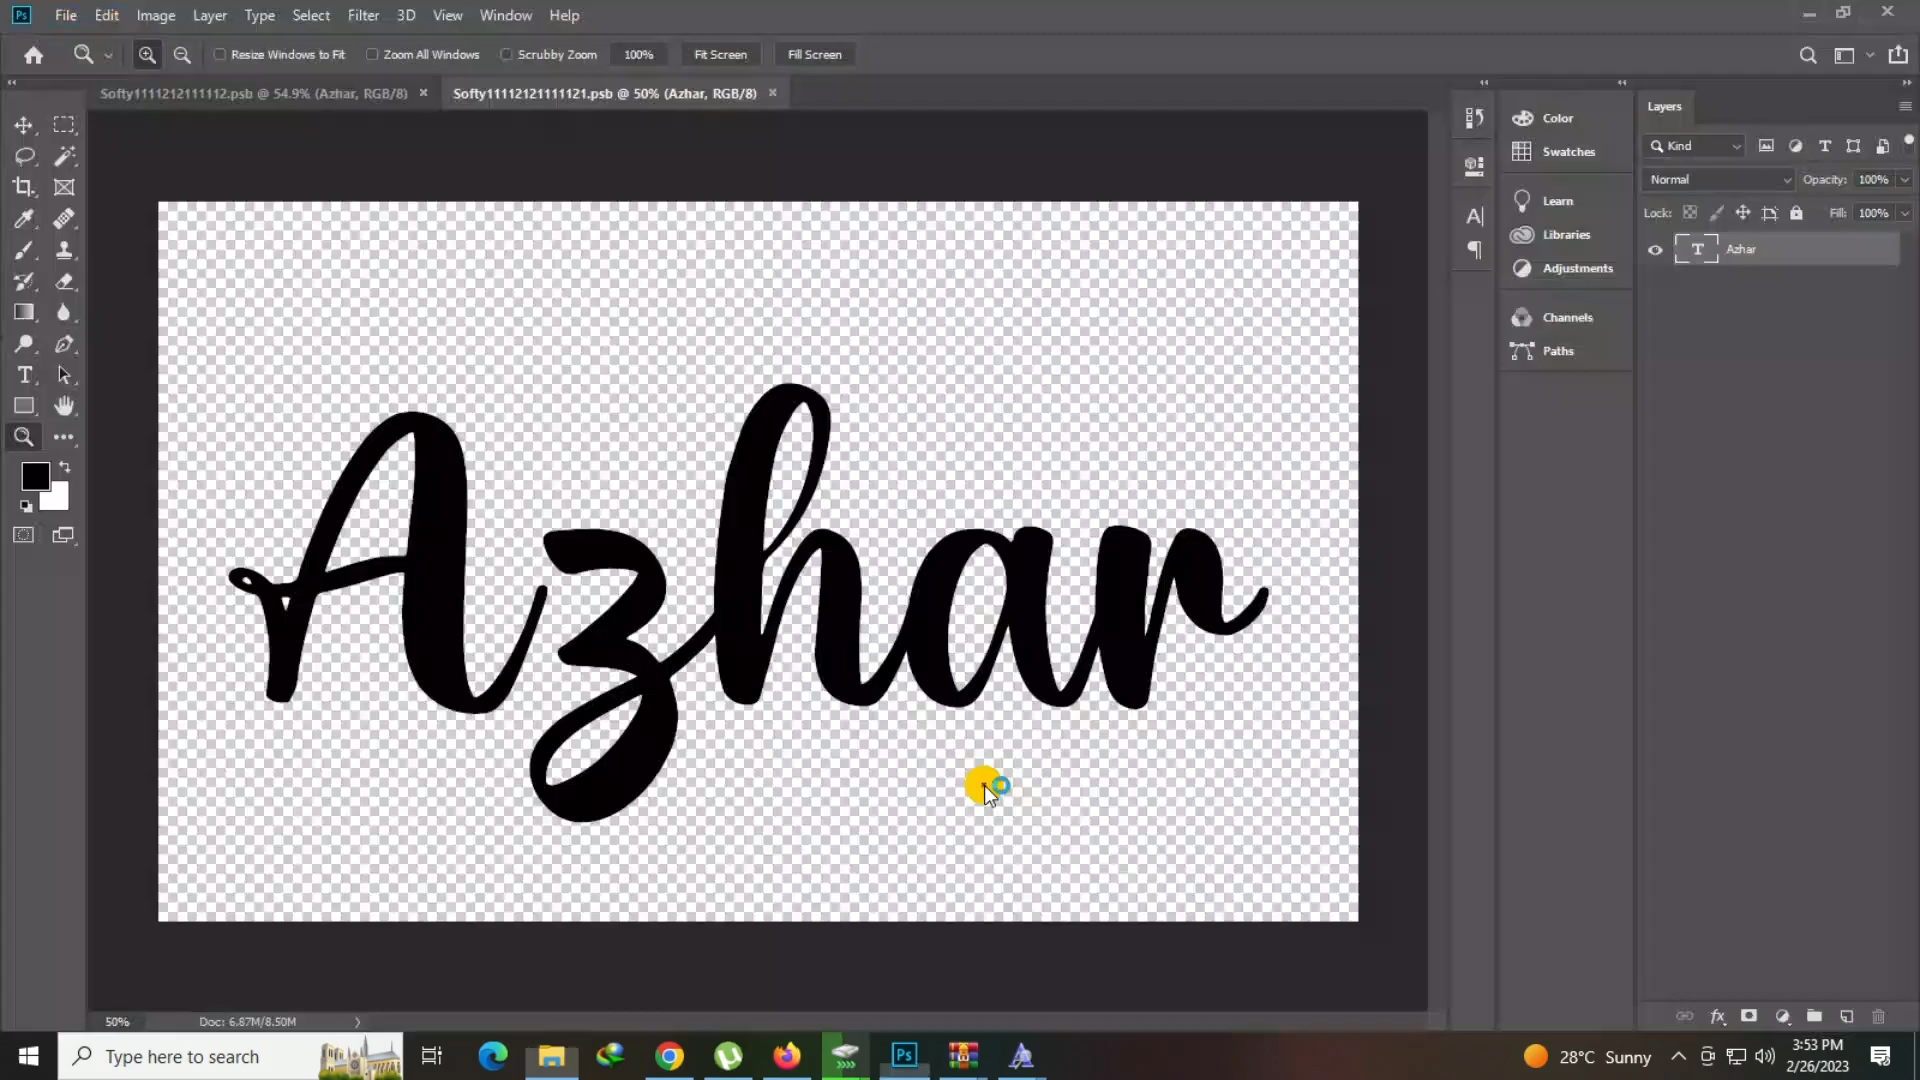 Ps File Edit Image Layer Type Select Filter 3D View Window Help
Resize Windows to Fit Zoom All Windows Scrubby Zoom 100% Fit Screen Fill Screen
Softy1111212111112.psb @ 54.9% (Azhar, RGB/8) × Softy11112121111121.psb @ 50% (Azhar, RGB/8) ×
Layers
Color
Kind
Swatches
Normal Opacity: 100%
Learn
Lock: Fill: 100%
Libraries
T Azhar
Adjustments
Channels
Paths
Azhar
50% Doc: 6.87M/8.50M
Type here to search
Ps
28°C Sunny
3:53 PM
2/26/2023